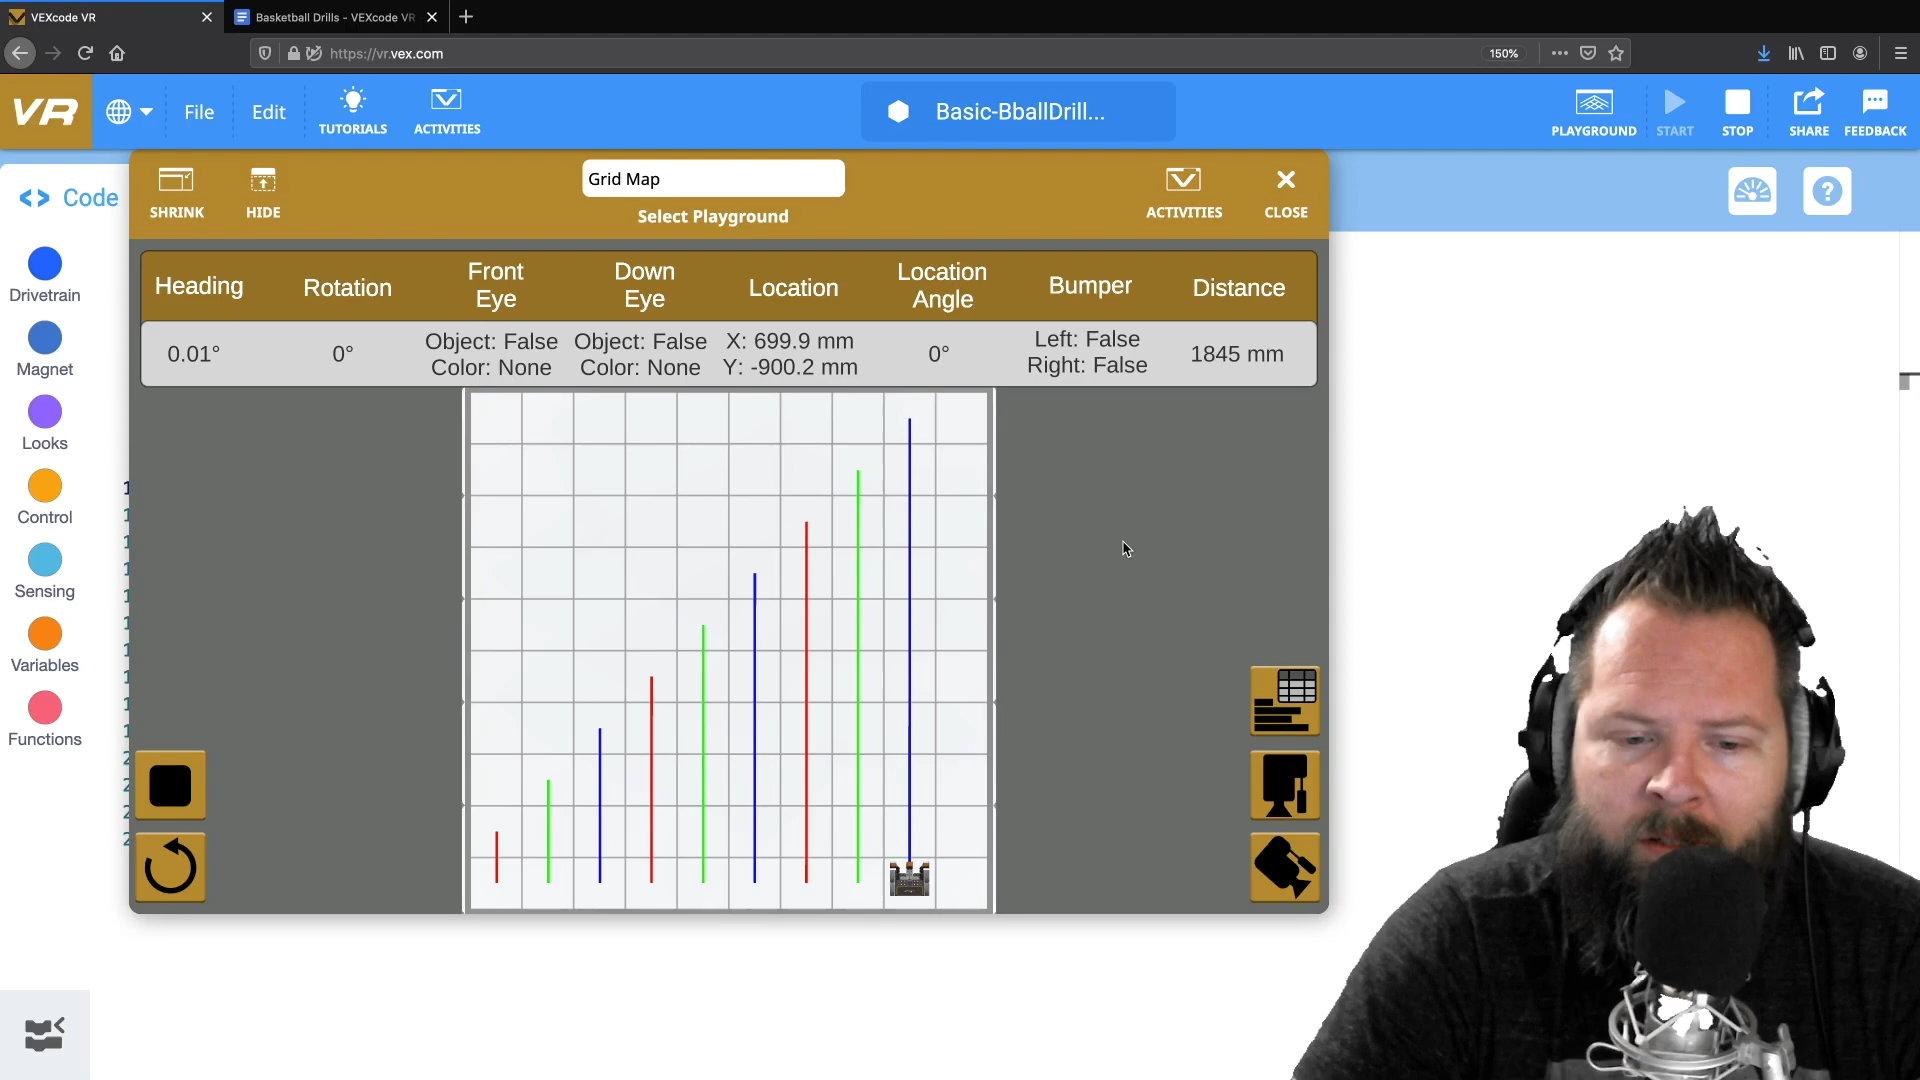 VEXcode VR
Basketball Drills - VEXcode VR
https://vr.vex.com
150%
VR
File
Edit
TUTORIALS
ACTIVITIES
Basic-BballDrill...
PLAYGROUND
START
STOP
SHARE
FEEDBACK
<> Code
SHRINK
HIDE
Grid Map
Select Playground
ACTIVITIES
CLOSE
Heading
Rotation
Front
Eye
Down
Eye
Location
Location
Angle
Bumper
Distance
0.01°
0°
Object: False
Color: None
Object: False
Color: None
X: 699.9 mm
Y: -900.2 mm
0°
Left: False
Right: False
1845 mm
Drivetrain
Magnet
Looks
Control
Sensing
Variables
Functions